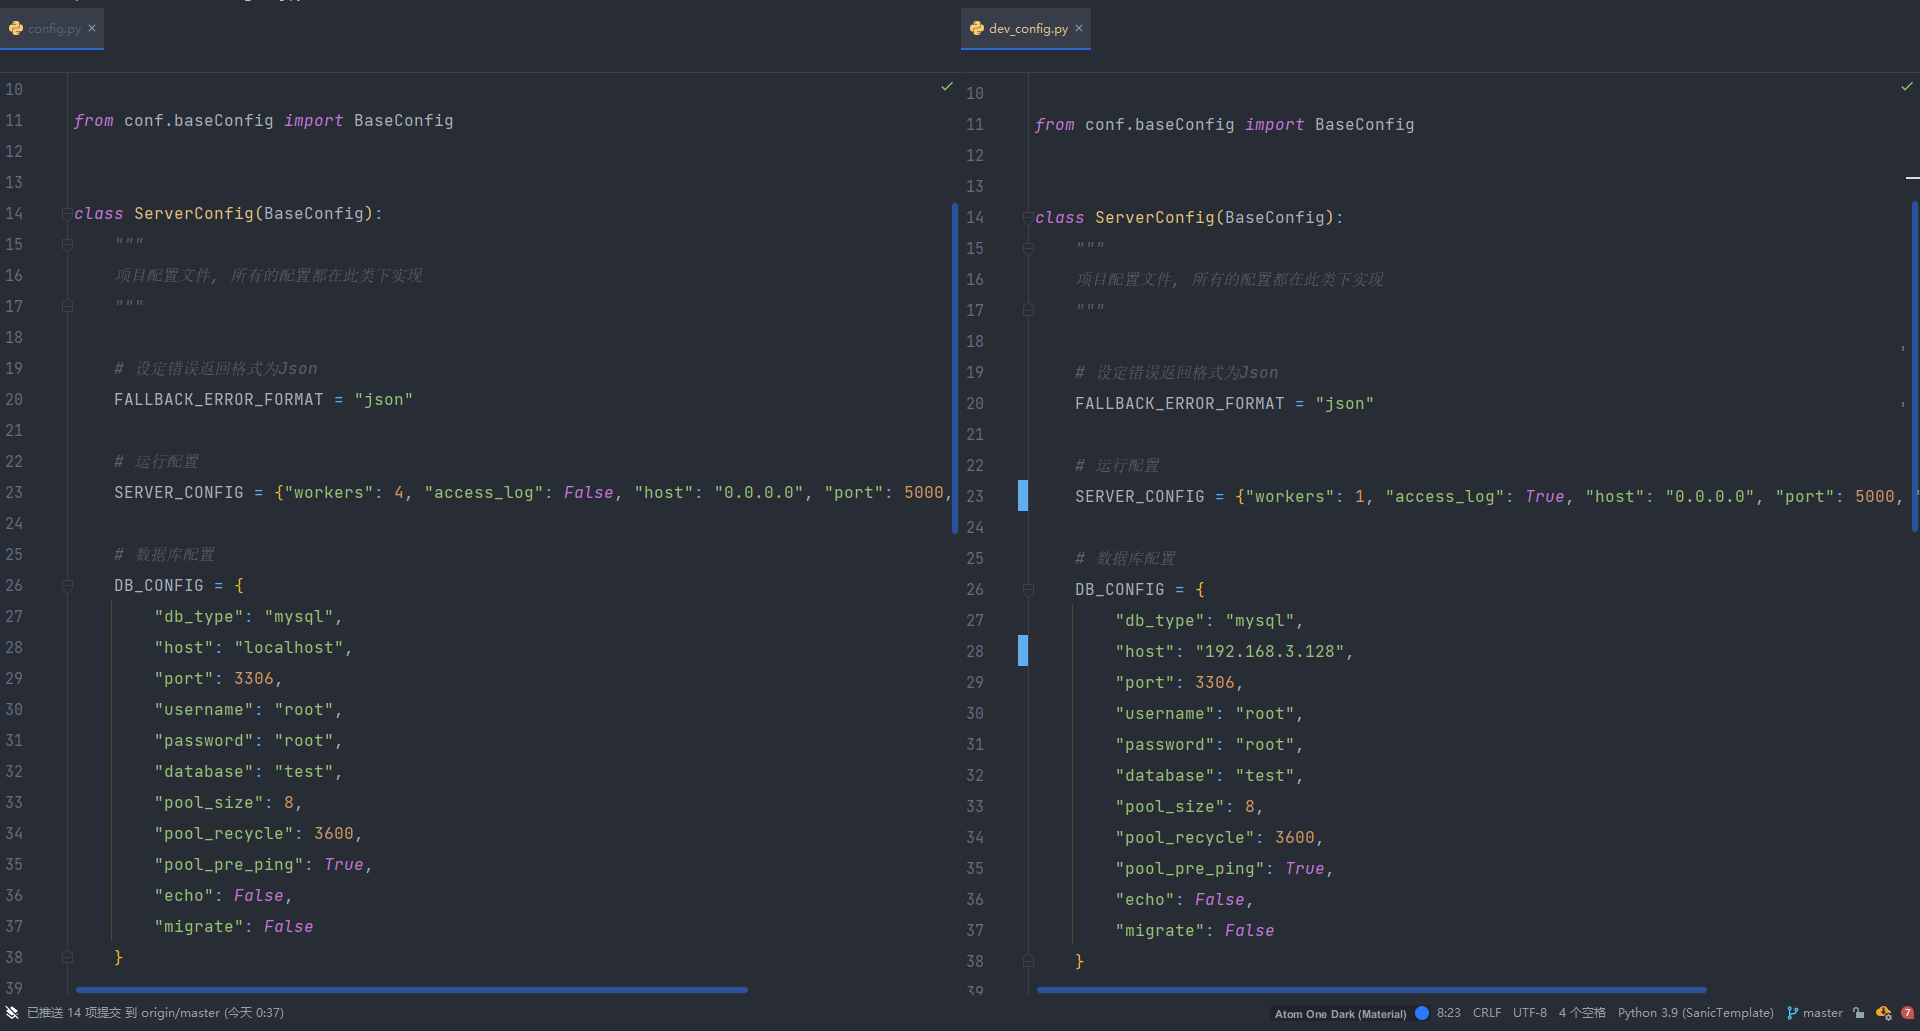 config.py
10
11 from conf.baseConfig import BaseConfig
12
13
14 class ServerConfig(BaseConfig):
15 """
16 项目配置文件, 所有的配置都在此类下实现
17 """
18
19 # 设定错误返回格式为Json
20 FALLBACK_ERROR_FORMAT = "json"
21
22 # 运行配置
23 SERVER_CONFIG = {"workers": 4, "access_log": False, "host": "0.0.0.0", "port": 5000,
24
25 # 数据库配置
26 DB_CONFIG = {
27 "db_type": "mysql",
28 "host": "localhost",
29 "port": 3306,
30 "username": "root",
31 "password": "root",
32 "database": "test",
33 "pool_size": 8,
34 "pool_recycle": 3600,
35 "pool_pre_ping": True,
36 "echo": False,
37 "migrate": False
38 }
39
dev_config.py
10
11 from conf.baseConfig import BaseConfig
12
13
14 class ServerConfig(BaseConfig):
15 """
16 项目配置文件, 所有的配置都在此类下实现
17 """
18
19 # 设定错误返回格式为Json
20 FALLBACK_ERROR_FORMAT = "json"
21
22 # 运行配置
23 SERVER_CONFIG = {"workers": 1, "access_log": True, "host": "0.0.0.0", "port": 5000, "
24
25 # 数据库配置
26 DB_CONFIG = {
27 "db_type": "mysql",
28 "host": "192.168.3.128",
29 "port": 3306,
30 "username": "root",
31 "password": "root",
32 "database": "test",
33 "pool_size": 8,
34 "pool_recycle": 3600,
35 "pool_pre_ping": True,
36 "echo": False,
37 "migrate": False
38 }
39
已推送 14 项提交 到 origin/master (今天 0:37)
Atom One Dark (Material) 8:23 CRLF UTF-8 4 个空格 Python 3.9 (SanicTemplate) master 7